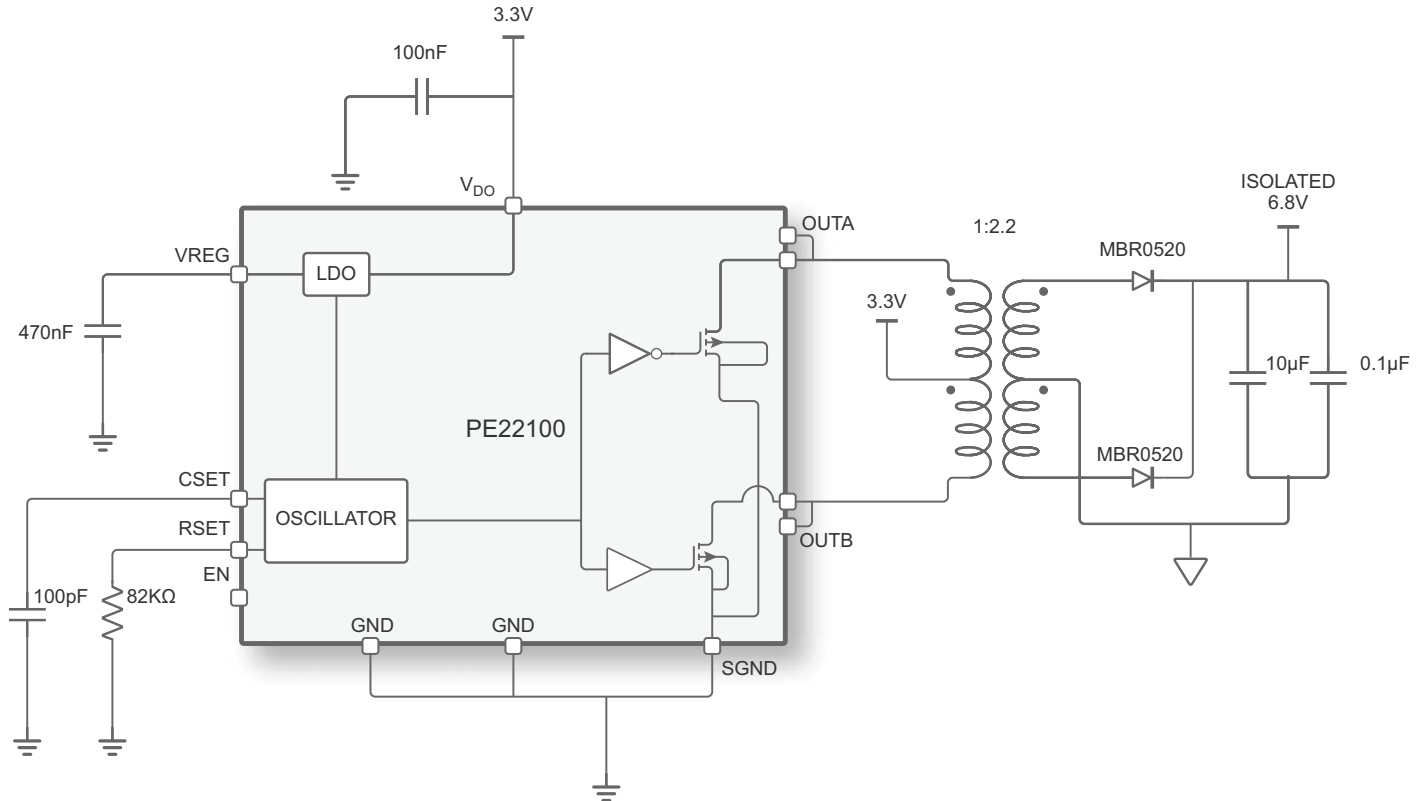 3.3V
100nF
VDO
ISOLATED
6.8V
OUTA
1:2.2
VREG
LDO
MBR0520
3.3V
470nF
10µF
0.1µF
PE22100
MBR0520
CSET
OSCILLATOR
RSET
OUTB
EN
100pF
82KΩ
GND
GND
SGND